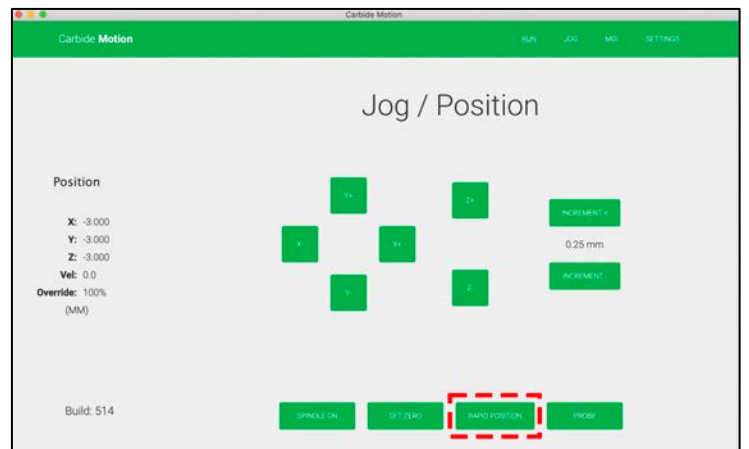 Carbide Motion
Carbide Motion
RUN JOG MDI SETTINGS
Jog / Position
Position
X: -3.000
Y: -3.000
Z: -3.000
Vel: 0.0
Override: 100%
(MM)
Y+
Z+
INCREMENT +
X-
X+
0.25 mm
INCREMENT -
Y-
Z-
Build: 514
SPINDLE ON
SET ZERO
RAPID POSITION
PROBE